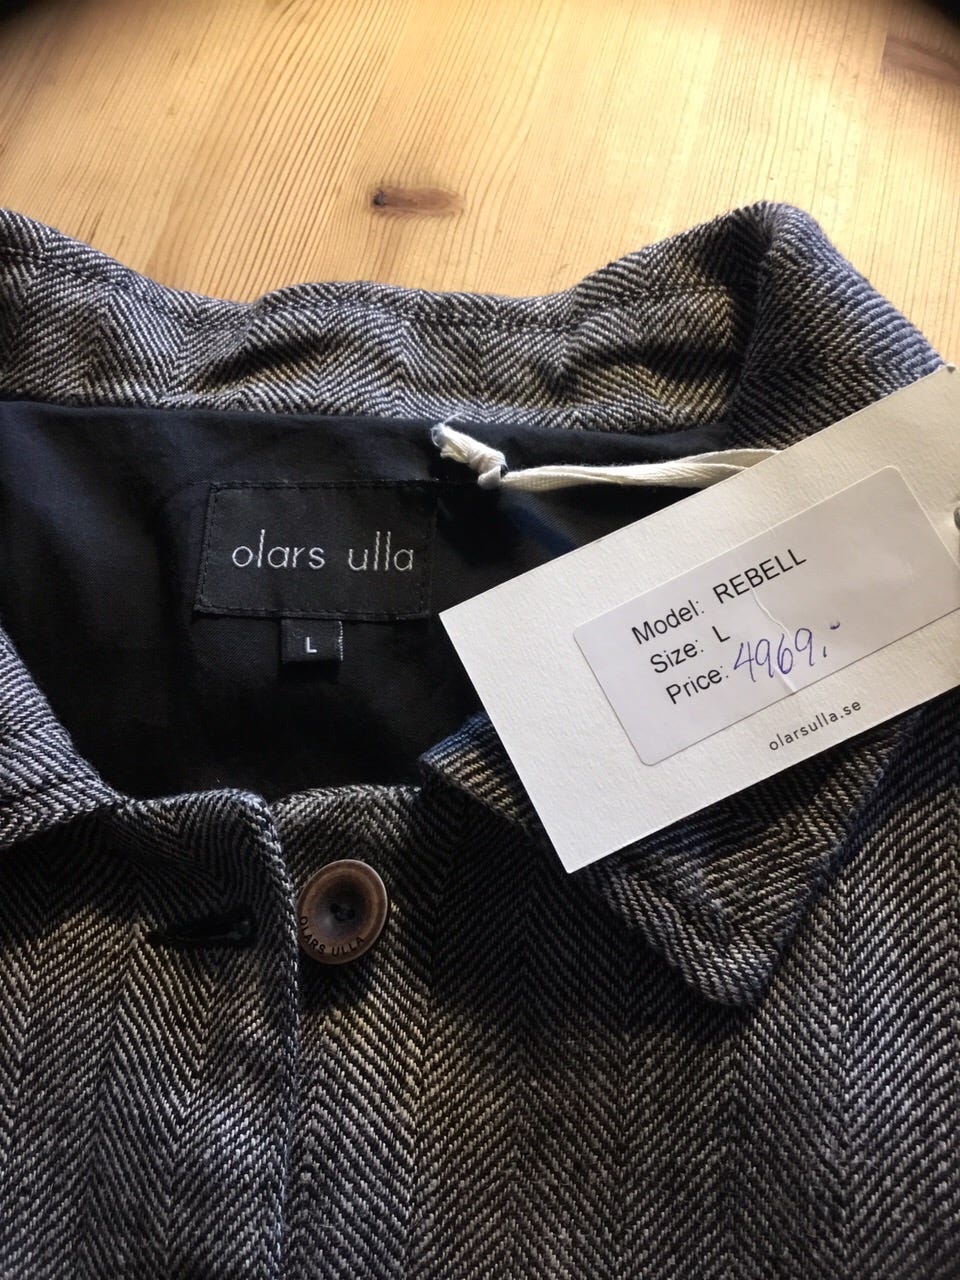 olars ulla
L
Model: REBELL
Size: L
Price: 4969.-
olarsulla.se
OLARS ULLA